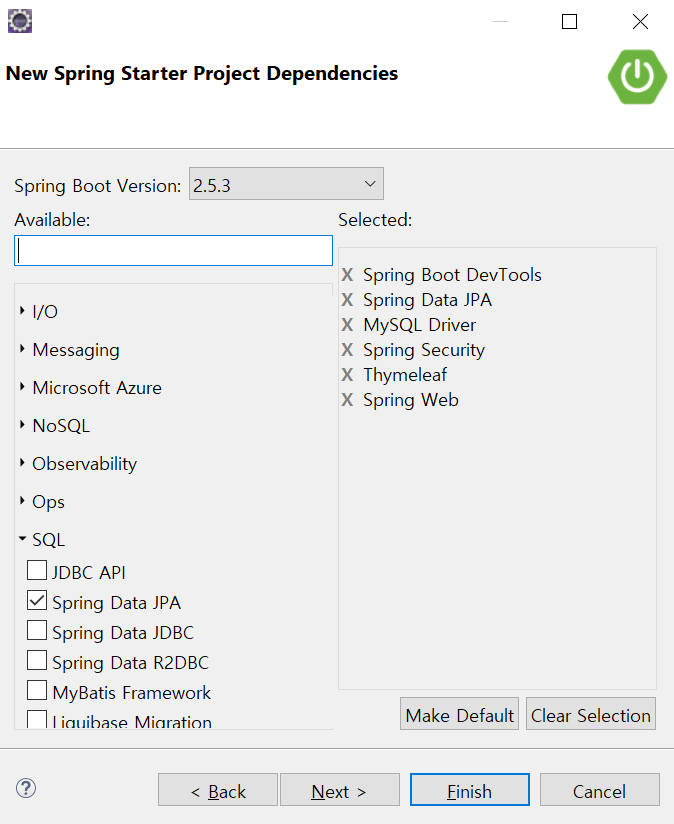 New Spring Starter Project Dependencies
Spring Boot Version: 2.5.3
Available:
Selected:
I/O
Messaging
Microsoft Azure
NoSQL
Observability
Ops
SQL
JDBC API
Spring Data JPA
Spring Data JDBC
Spring Data R2DBC
MyBatis Framework
Liquibase Migration
X Spring Boot DevTools
X Spring Data JPA
X MySQL Driver
X Spring Security
X Thymeleaf
X Spring Web
Make Default
Clear Selection
?
< Back
Next >
Finish
Cancel